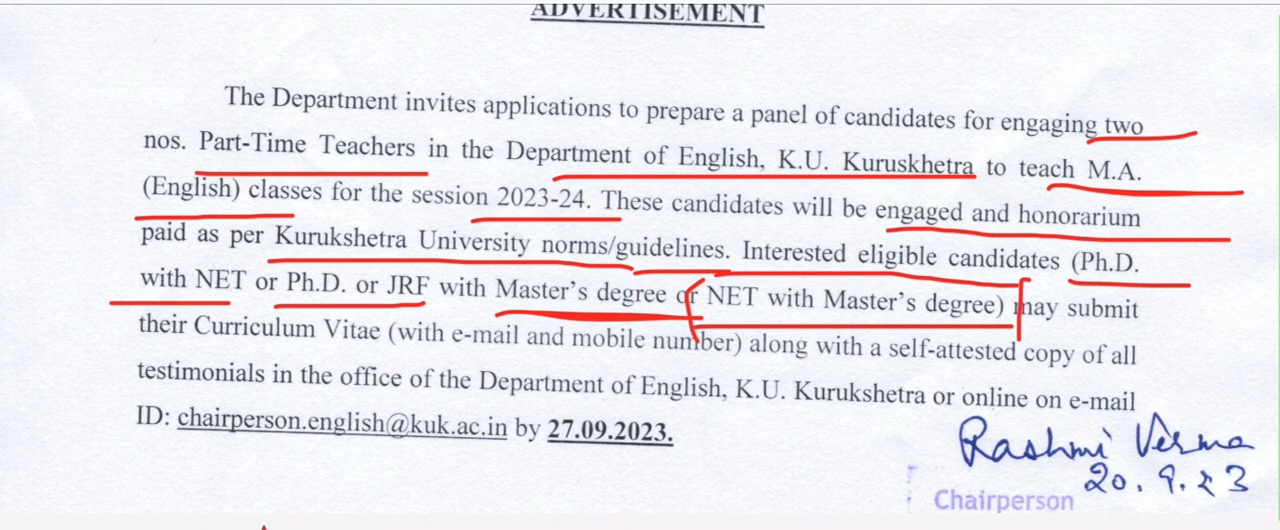 ADVERTISEMENT
The Department invites applications to prepare a panel of candidates for engaging two
nos. Part-Time Teachers in the Department of English, K.U. Kuruskhetra to teach M.A.
(English) classes for the session 2023-24. These candidates will be engaged and honorarium
paid as per Kurukshetra University norms/guidelines. Interested eligible candidates (Ph.D.
with NET or Ph.D. or JRF with Master's degree or NET with Master's degree) may submit
their Curriculum Vitae (with e-mail and mobile number) along with a self-attested copy of all
testimonials in the office of the Department of English, K.U. Kurukshetra or online on e-mail
ID: chairperson.english@kuk.ac.in by 27.09.2023.
Rashmi Verma
20.9.23
Chairperson